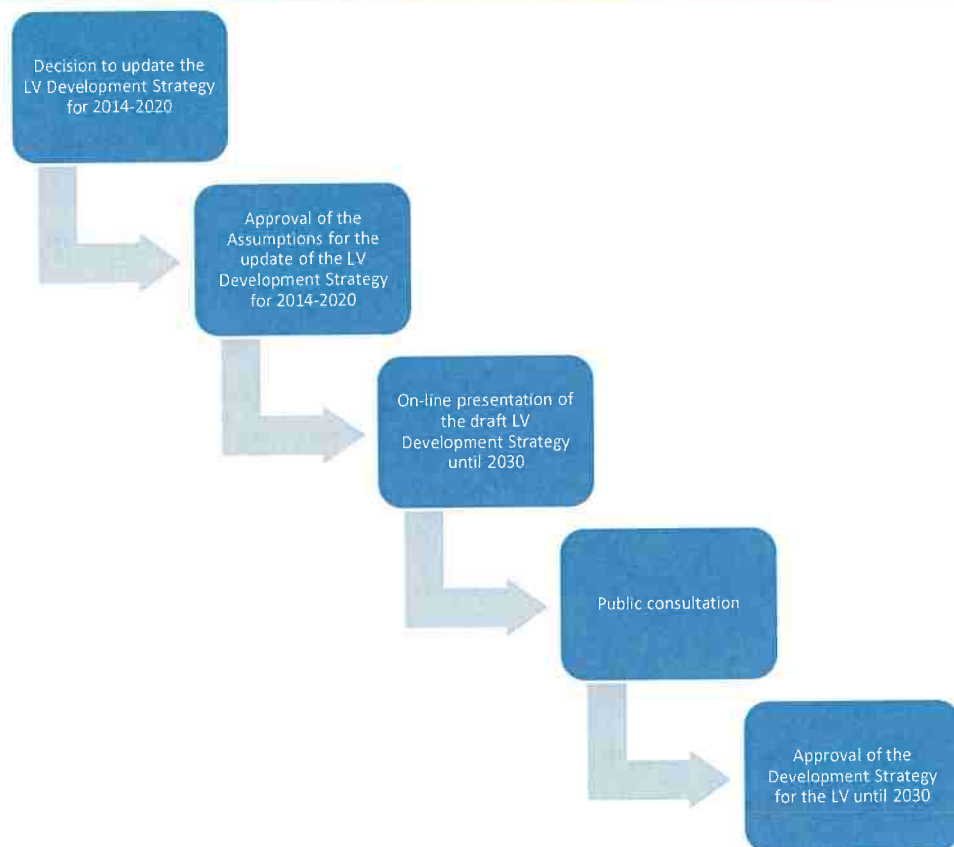 Decision to update the
LV Development Strategy
for 2014-2020
Approval of the
Assumptions for the
update of the LV
Development Strategy
for 2014-2020
On-line presentation of
the draft LV
Development Strategy
until 2030
Public consultation
Approval of the
Development Strategy
for the LV until 2030